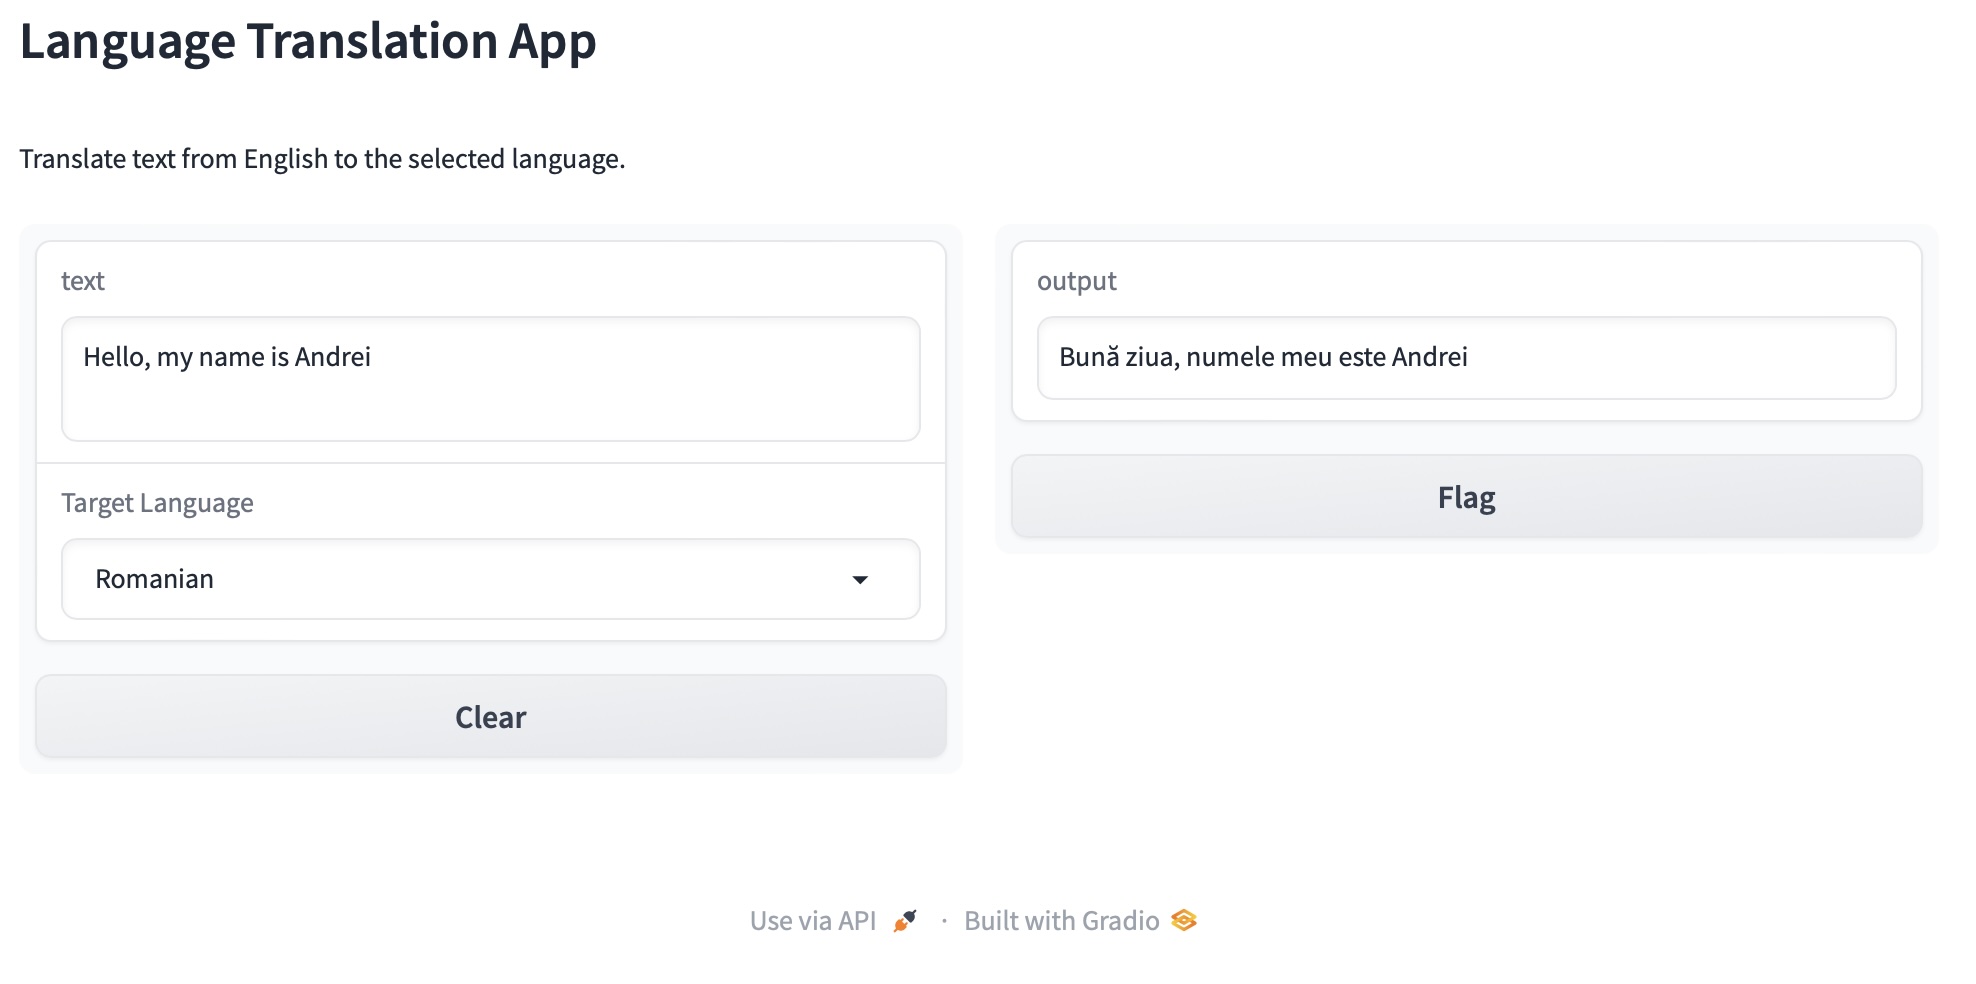 Language Translation App
Translate text from English to the selected language.
text
Hello, my name is Andrei
Target Language
Romanian
Clear
output
Bună ziua, numele meu este Andrei
Flag
Use via API · Built with Gradio